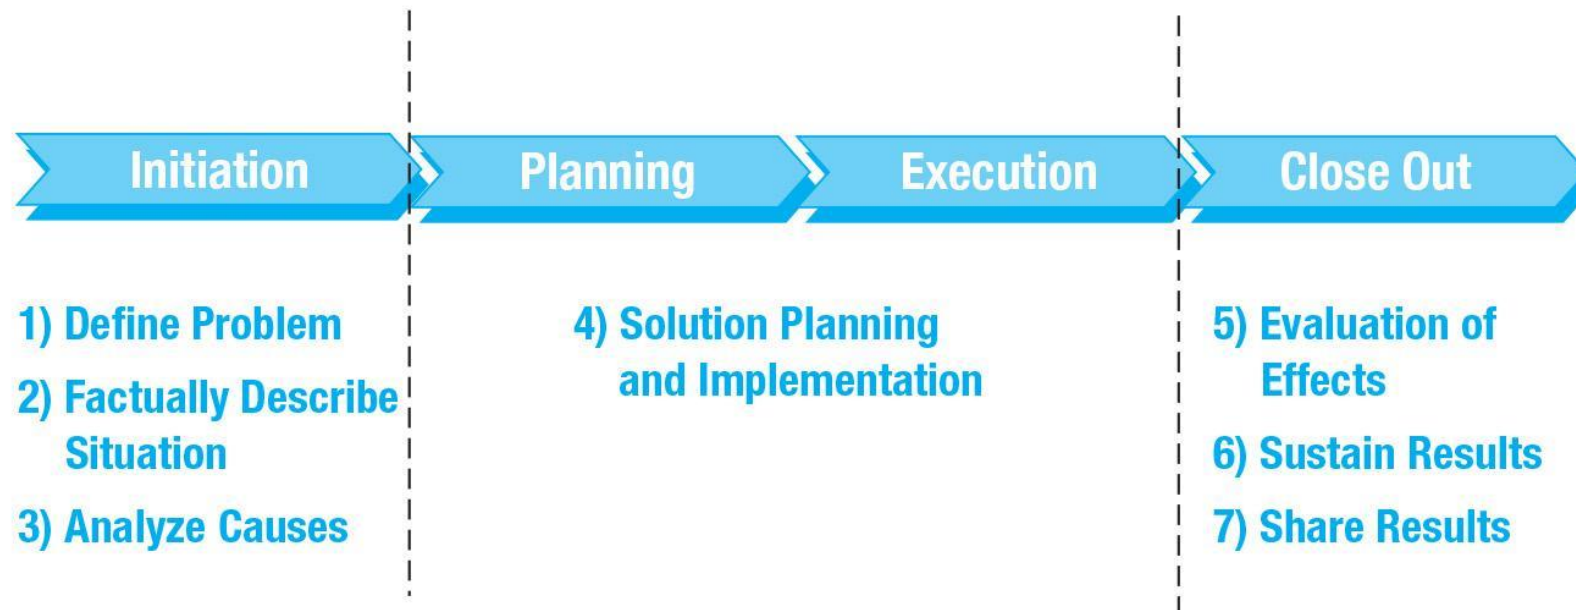 Initiation
Planning
Execution
Close Out
1) Define Problem
2) Factually Describe
Situation
3) Analyze Causes
4) Solution Planning
and Implementation
5) Evaluation of
Effects
6) Sustain Results
7) Share Results